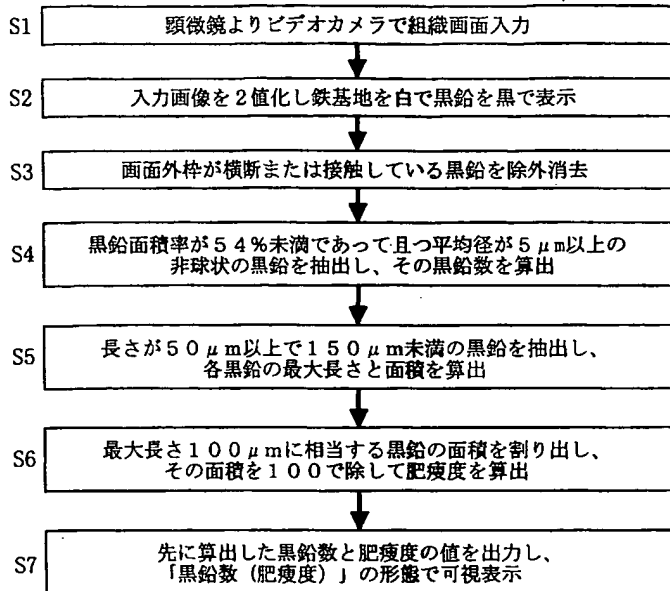 S1 顕微鏡よりビデオカメラで組織画面入力
S2 入力画像を2値化し鉄基地を白で黒鉛を黒で表示
S3 画面外枠が横断または接触している黒鉛を除外消去
S4 黒鉛面積率が54%未満であって且つ平均径が5μm以上の
非球状の黒鉛を抽出し、その黒鉛数を算出
S5 長さが50μm以上で150μm未満の黒鉛を抽出し、
各黒鉛の最大長さと面積を算出
S6 最大長さ100μmに相当する黒鉛の面積を割り出し、
その面積を100で除して肥痩度を算出
S7 先に算出した黒鉛数と肥痩度の値を出力し、
「黒鉛数(肥痩度)」の形態で可視表示